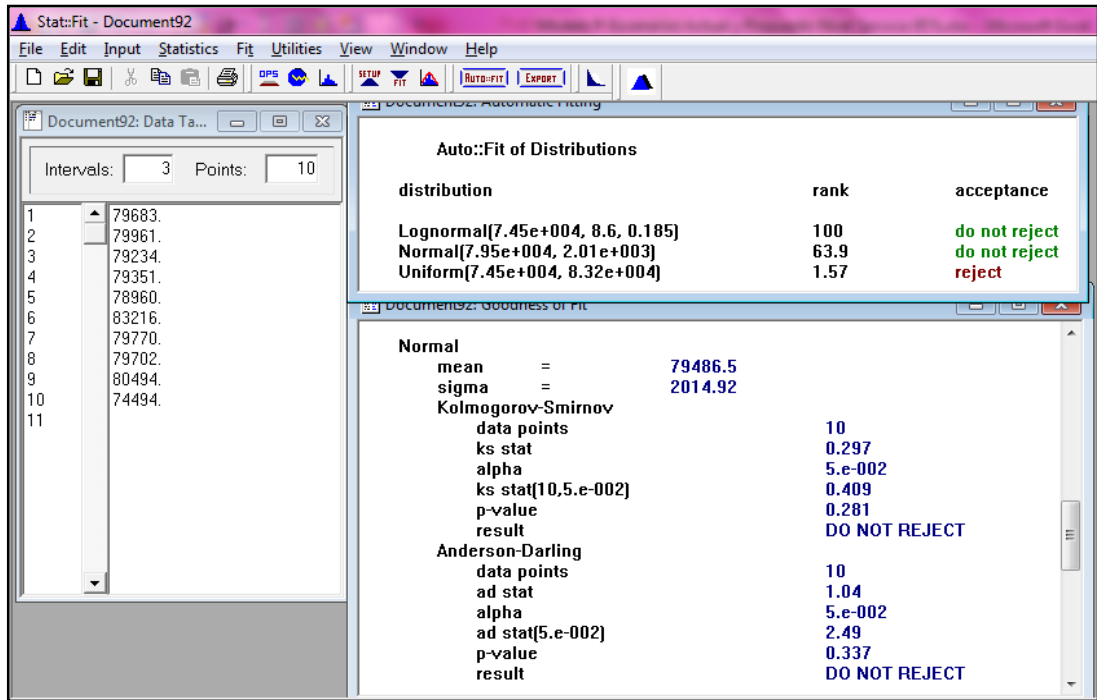 Stat::Fit - Document92
File Edit Input Statistics Fit Utilities View Window Help
OPS SETUP FIT AUTO::FIT EXPORT
Document92: Data Ta...
Intervals: 3 Points: 10
1 79683.
2 79961.
3 79234.
4 79351.
5 78960.
6 83216.
7 79770.
8 79702.
9 80494.
10 74494.
11
Document92: Automatic Fitting
Auto::Fit of Distributions
distribution rank acceptance
Lognormal(7.45e+004, 8.6, 0.185) 100 do not reject
Normal(7.95e+004, 2.01e+003) 63.9 do not reject
Uniform(7.45e+004, 8.32e+004) 1.57 reject
Document92: Goodness of Fit
Normal
mean = 79486.5
sigma = 2014.92
Kolmogorov-Smirnov
data points 10
ks stat 0.297
alpha 5.e-002
ks stat(10,5.e-002) 0.409
p-value 0.281
result DO NOT REJECT
Anderson-Darling
data points 10
ad stat 1.04
alpha 5.e-002
ad stat(5.e-002) 2.49
p-value 0.337
result DO NOT REJECT